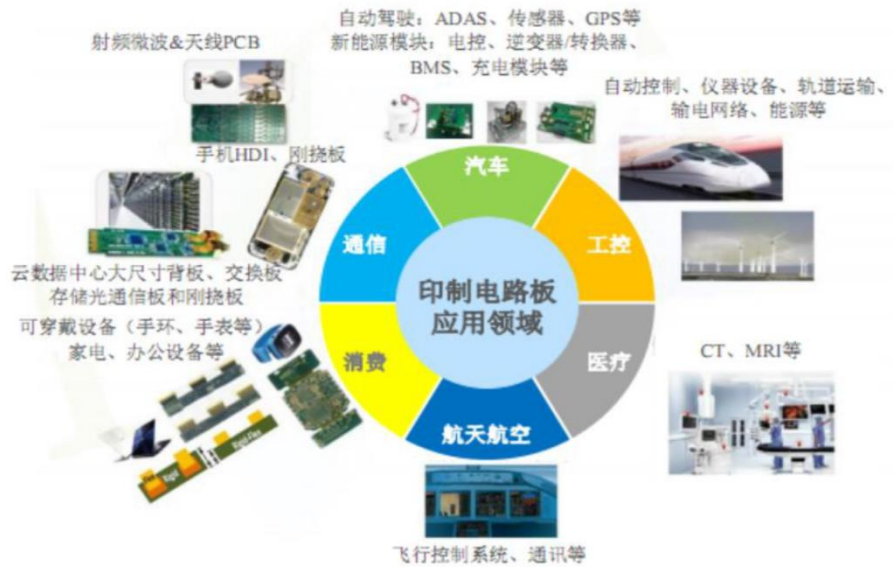 自动驾驶：ADAS、传感器、GPS等
新能源模块：电控、逆变器/转换器、
BMS、充电模块等
射频微波&天线PCB
自动控制、仪器设备、轨道运输、
输电网络、能源等
手机HDI、刚挠板
汽车
通信
工控
云数据中心大尺寸背板、交换板
存储光通信板和刚挠板
印制电路板
应用领域
可穿戴设备（手环、手表等）
家电、办公设备等
消费
医疗
CT、MRI等
航天航空
Flex
Rigid
Rigid-Flex
飞行控制系统、通讯等